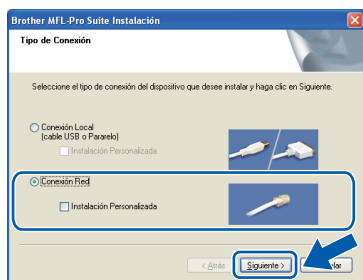 Brother MFL-Pro Suite Instalación
Tipo de Conexión
Seleccione el tipo de conexión del dispositivo que desee instalar y haga clic en Siguiente.
Conexión Local
(cable USB o Pararelo)
Instalación Personalizada
Conexión Red
Instalación Personalizada
< Atrás
Siguiente >